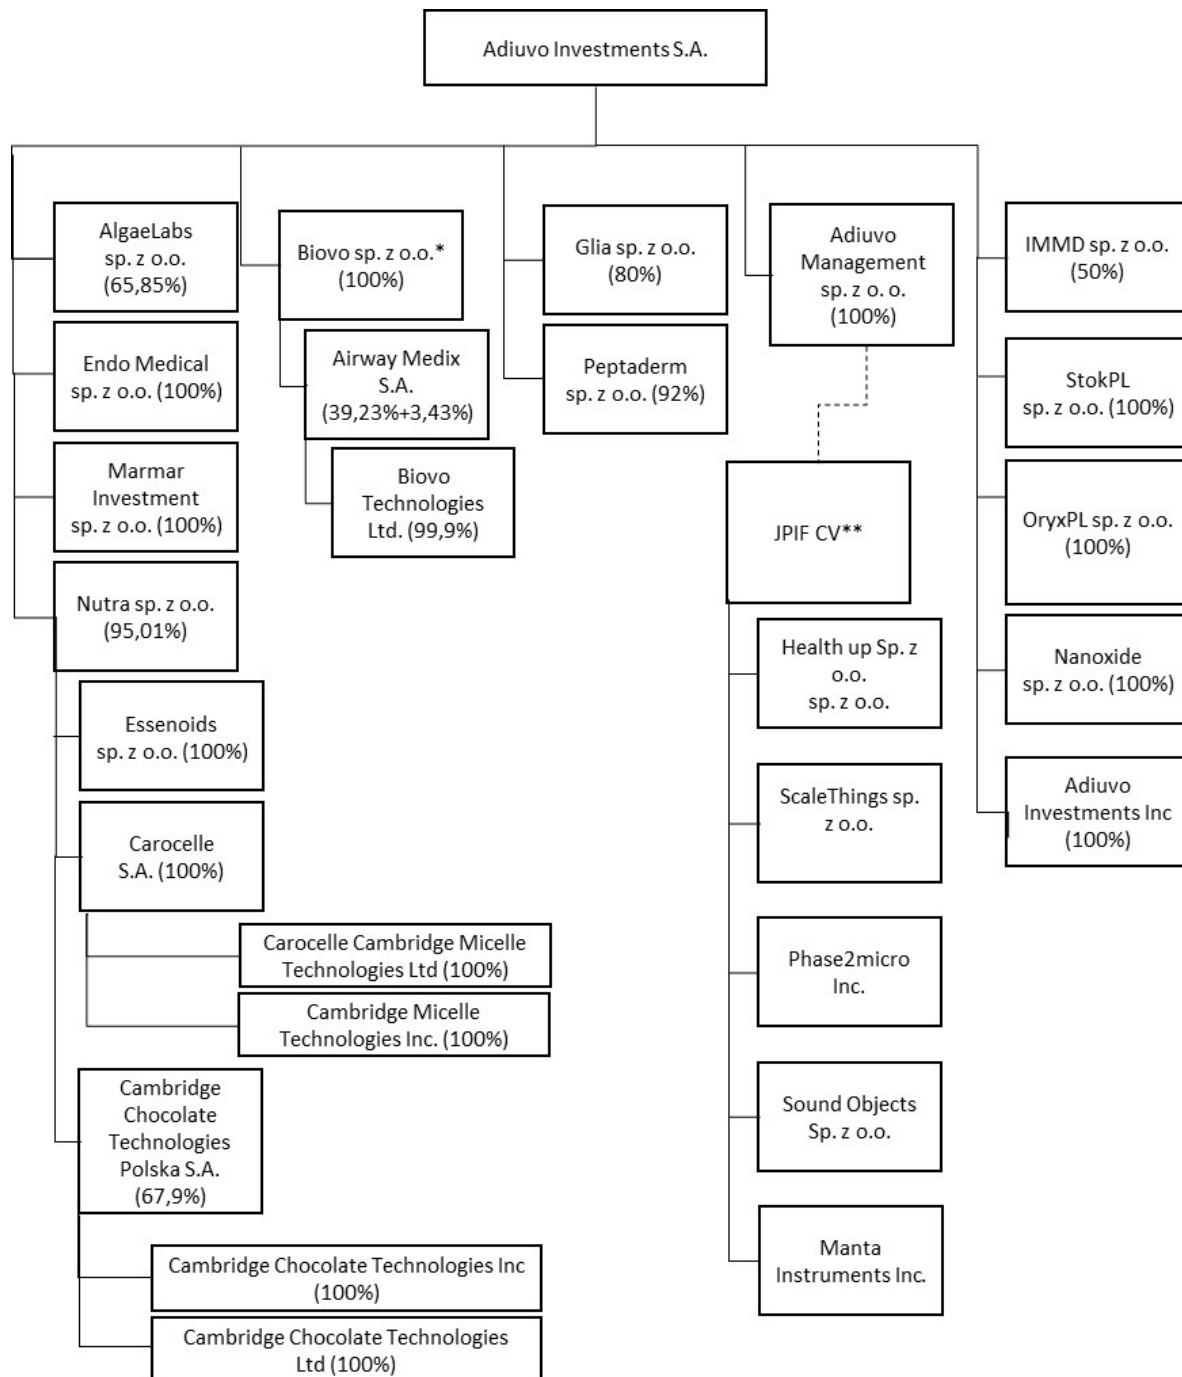 Adiuvo Investments S.A.
AlgaeLabs
sp. z o.o.
(65,85%)
Endo Medical
sp. z o.o. (100%)
Marmar
Investment
sp. z o.o. (100%)
Nutra sp. z o.o.
(95,01%)
Essenoids
sp. z o.o. (100%)
Carocelle
S.A. (100%)
Carocelle Cambridge Micelle
Technologies Ltd (100%)
Cambridge Micelle
Technologies Inc. (100%)
Cambridge
Chocolate
Technologies
Polska S.A.
(67,9%)
Cambridge Chocolate Technologies Inc
(100%)
Cambridge Chocolate Technologies
Ltd (100%)
Biovo sp. z o.o.*
(100%)
Airway Medix
S.A.
(39,23%+3,43%)
Biovo
Technologies
Ltd. (99,9%)
Glia sp. z o.o.
(80%)
Peptaderm
sp. z o.o. (92%)
Adiuvo
Management
sp. z o. o.
(100%)
JPIF CV**
Health up Sp. z
o.o.
sp. z o.o.
ScaleThings sp.
z o.o.
Phase2micro
Inc.
Sound Objects
Sp. z o.o.
Manta
Instruments Inc.
IMMD sp. z o.o.
(50%)
StokPL
sp. z o.o. (100%)
OryxPL sp. z o.o.
(100%)
Nanoxide
sp. z o.o. (100%)
Adiuvo
Investments Inc
(100%)